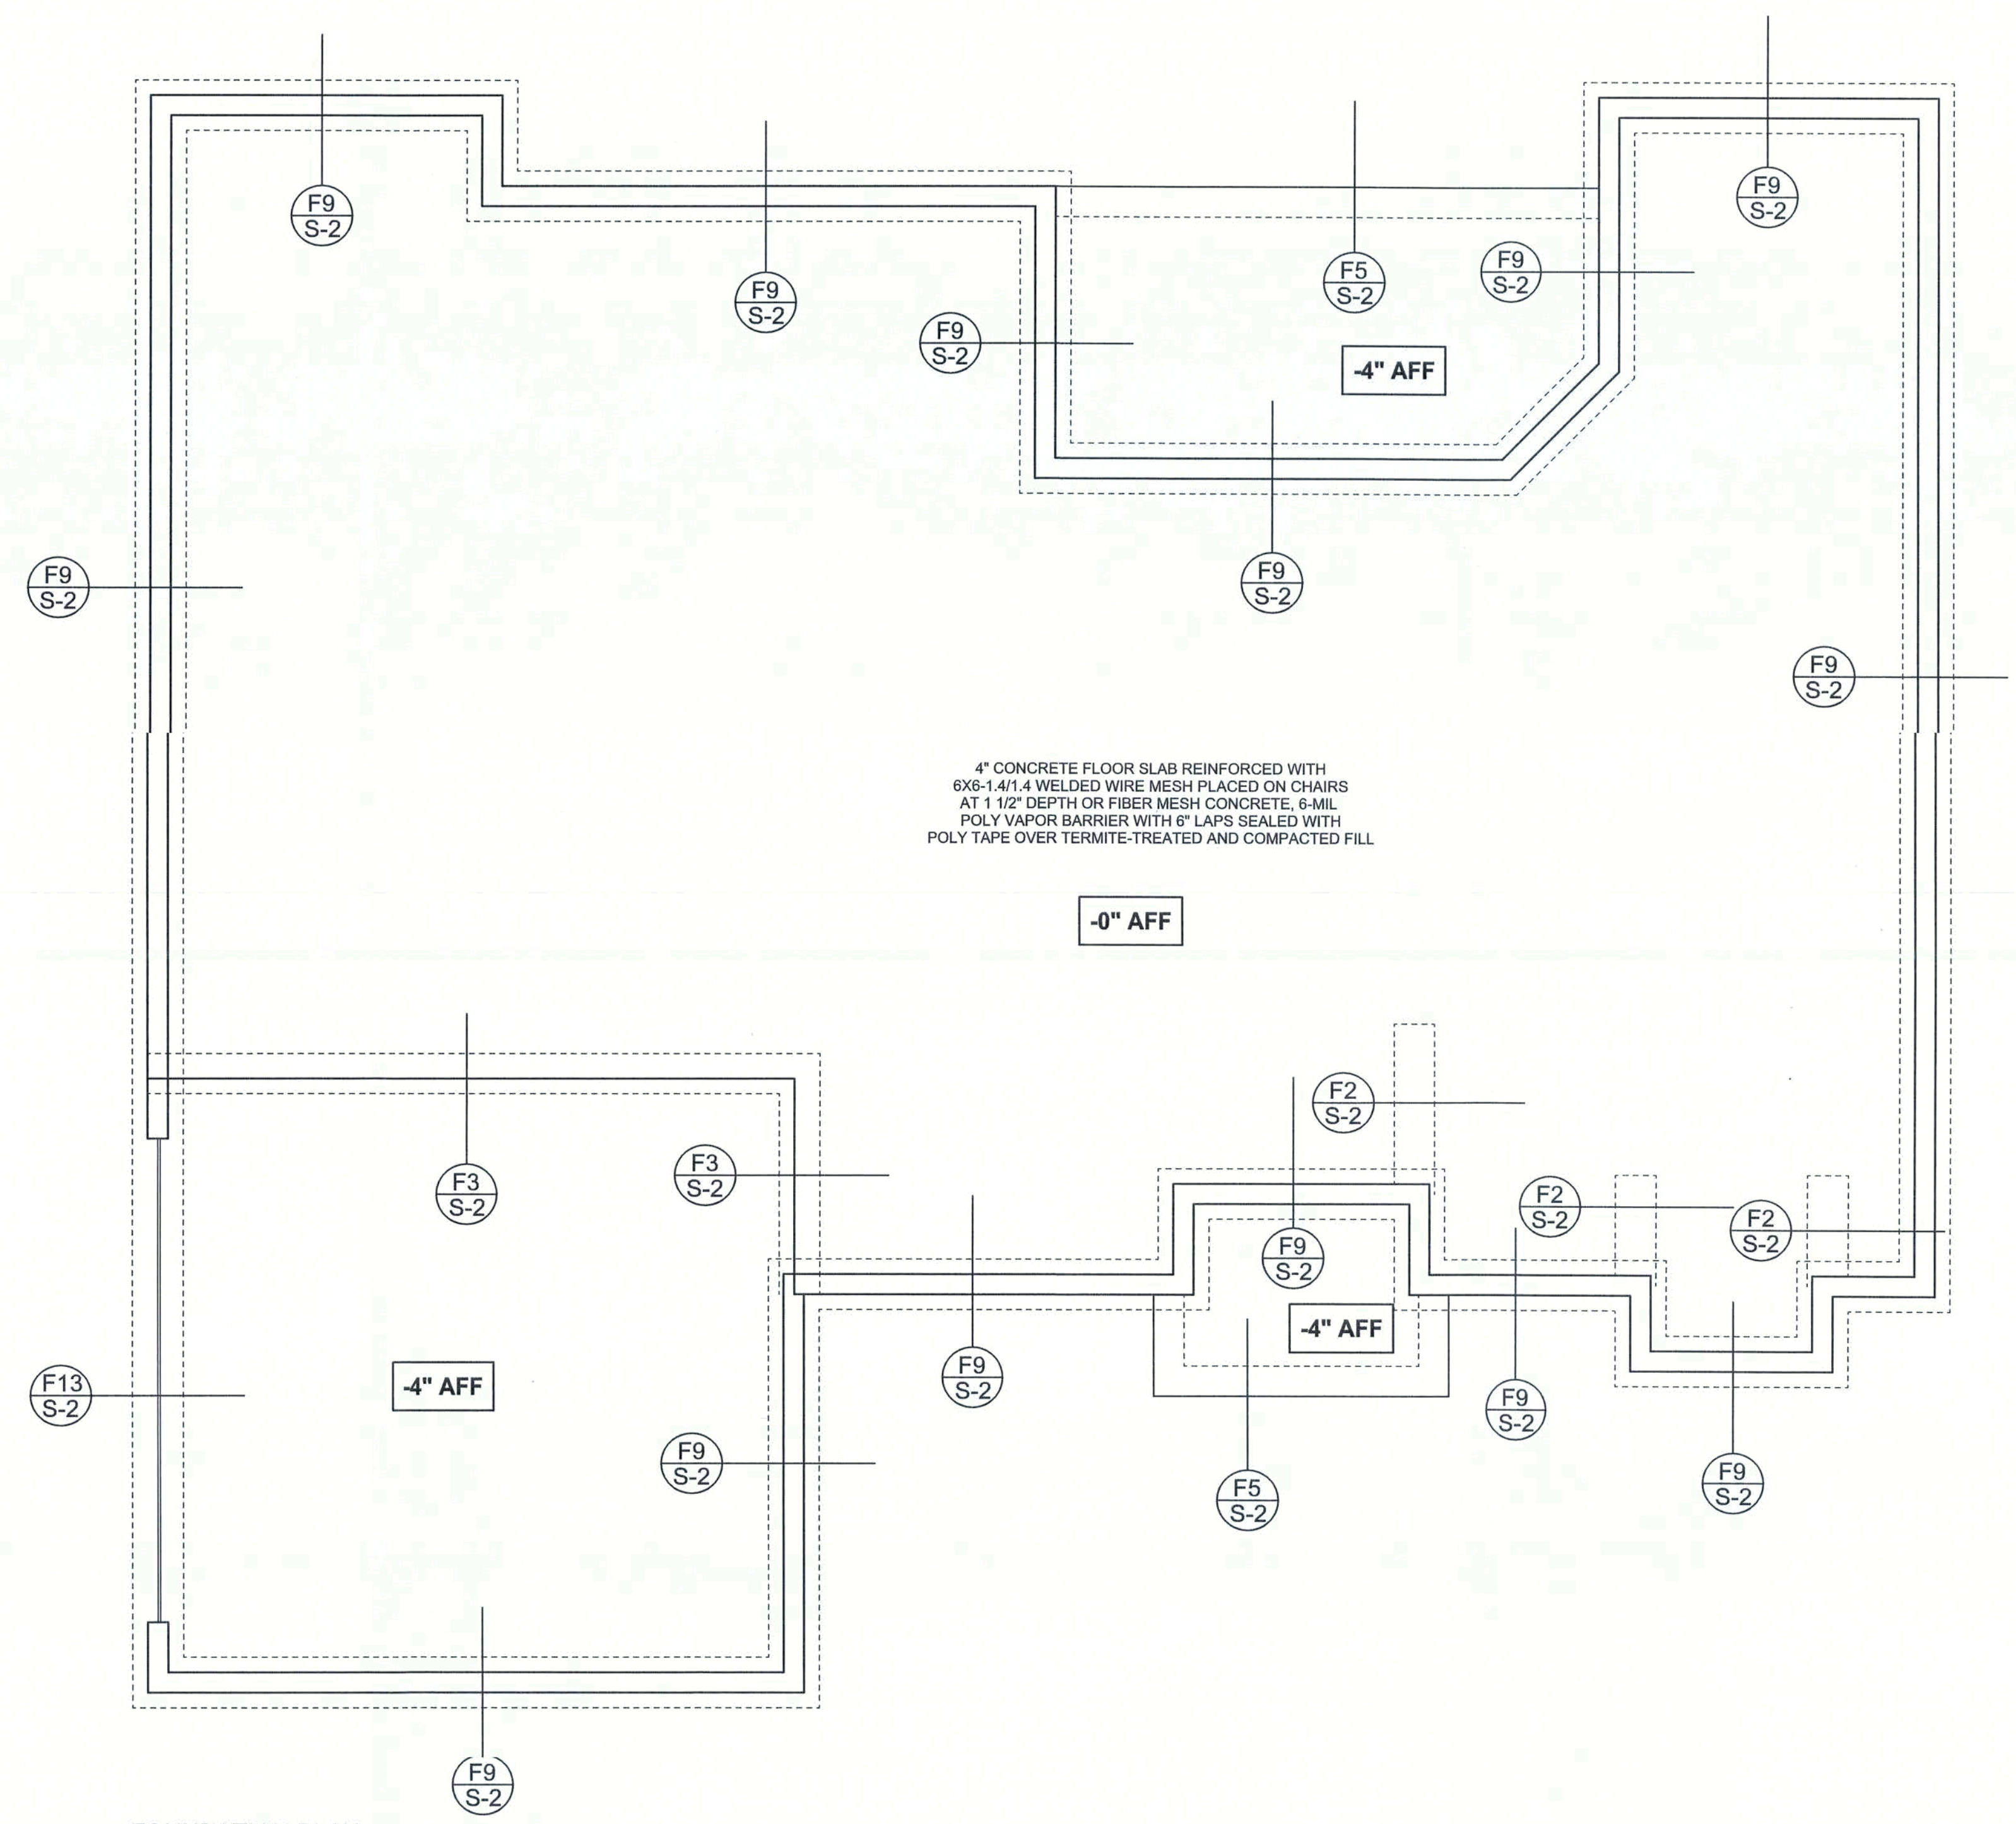 F9
S-2
F9
S-2
F9
S-2
F5
S-2
F9
S-2
F9
S-2
-4" AFF
F9
S-2
F9
S-2
F9
S-2
4" CONCRETE FLOOR SLAB REINFORCED WITH
6X6-1.4/1.4 WELDED WIRE MESH PLACED ON CHAIRS
AT 1 1/2" DEPTH OR FIBER MESH CONCRETE, 6-MIL
POLY VAPOR BARRIER WITH 6" LAPS SEALED WITH
POLY TAPE OVER TERMITE-TREATED AND COMPACTED FILL
-0" AFF
F2
S-2
F3
S-2
F3
S-2
F2
S-2
F2
S-2
F9
S-2
-4" AFF
F13
S-2
-4" AFF
F9
S-2
F9
S-2
F9
S-2
F5
S-2
F9
S-2
F9
S-2